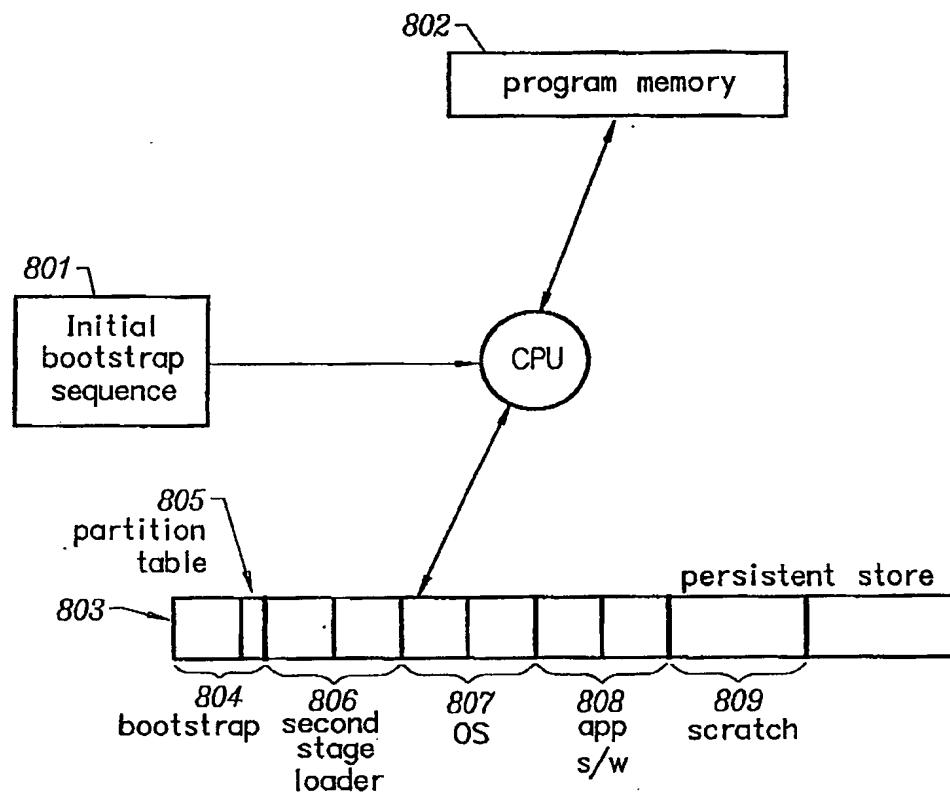 802
program memory
801
Initial
bootstrap
sequence
CPU
805
partition
table
persistent store
803
804
bootstrap
806
second
stage
loader
807
OS
808
app
s/w
809
scratch